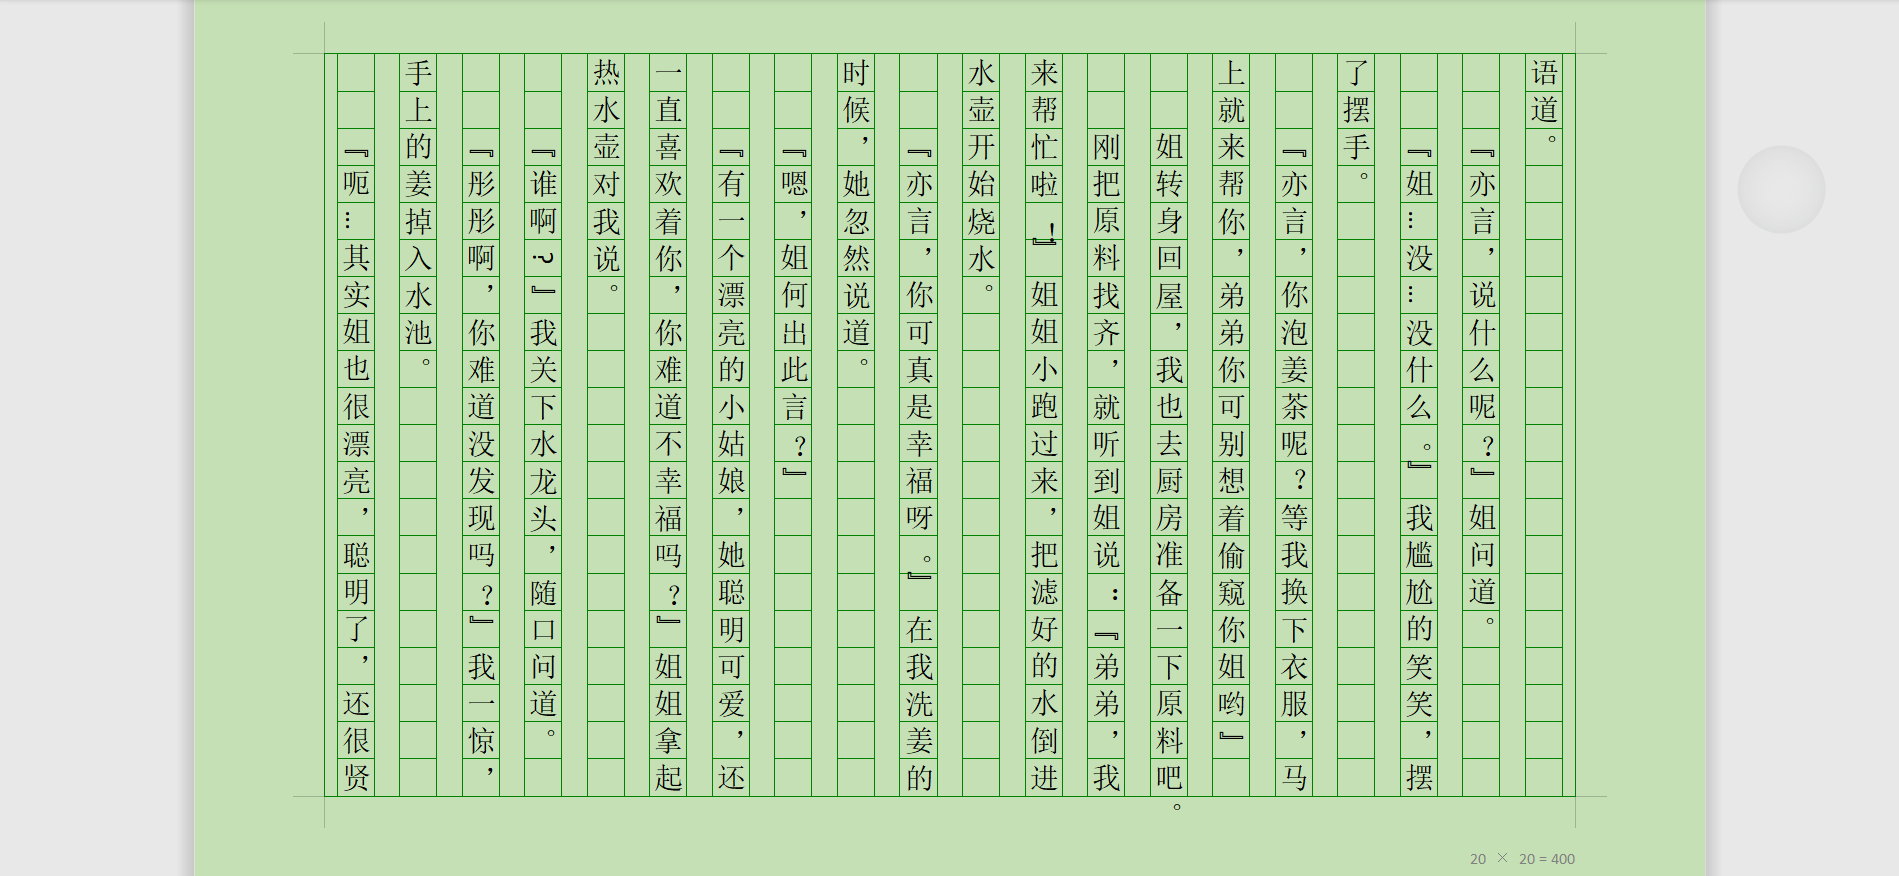 语道。
『亦言，说什么呢？』姐问道。
『姐…没…没什么。』我尴尬的笑笑，摆
了摆手。
『亦言，你泡姜茶呢？等我换下衣服，马
上就来帮你，弟弟你可别想着偷窥你姐哟』
姐转身回屋，我也去厨房准备一下原料吧。
刚把原料找齐，就听到姐说：『弟弟，我
来帮忙啦！』姐姐小跑过来，把滤好的水倒进
水壶开始烧水。
『亦言，你可真是幸福呀。』在我洗姜的
时候，她忽然说道。
『嗯，姐何出此言？』
『有一个漂亮的小姑娘，她聪明可爱，还
一直喜欢着你，你难道不幸福吗？』姐姐拿起
热水壶对我说。
『谁啊？』我关下水龙头，随口问道。
『彤彤啊，你难道没发现吗？』我一惊，
手上的姜掉入水池。
『呃…其实姐也很漂亮，聪明了，还很贤
20 × 20 = 400